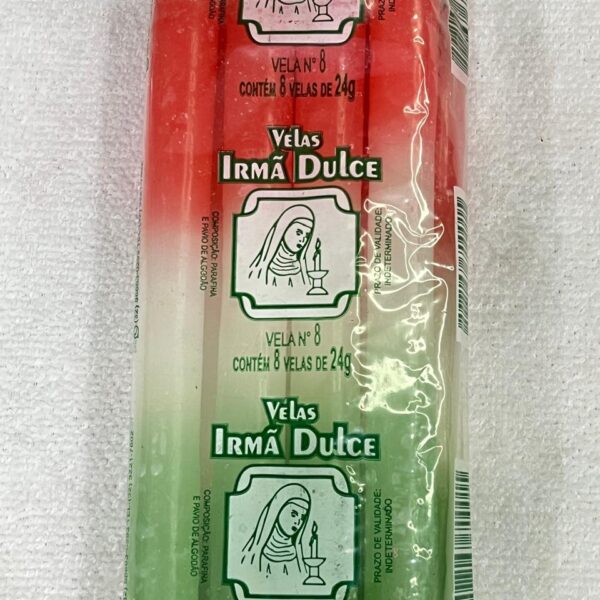 VELA Nº 8
CONTÉM 8 VELAS DE 24g
VELAS
IRMÃ DULCE
COMPOSIÇÃO: PARAFINA
E PAVIO DE ALGODÃO
PRAZO DE VALIDADE:
INDETERMINADO
VELA Nº 8
CONTÉM 8 VELAS DE 24g
VELAS
IRMÃ DULCE
COMPOSIÇÃO: PARAFINA
E PAVIO DE ALGODÃO
PRAZO DE VALIDADE:
INDETERMINADO